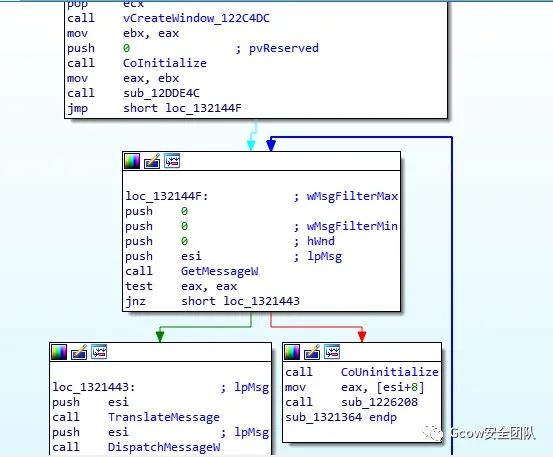 pop ecx
call vCreateWindow_122C4DC
mov ebx, eax
push 0 ; pvReserved
call CoInitialize
mov eax, ebx
call sub_12DDE4C
jmp short loc_132144F
loc_132144F: ; wMsgFilterMax
push 0
push 0 ; wMsgFilterMin
push 0 ; hWnd
push esi ; lpMsg
call GetMessageW
test eax, eax
jnz short loc_1321443
loc_1321443: ; lpMsg
push esi
call TranslateMessage
push esi ; lpMsg
call DispatchMessageW
call CoUninitialize
mov eax, [esi+8]
call sub_1226208
sub_1321364 endp
Gcow安全团队